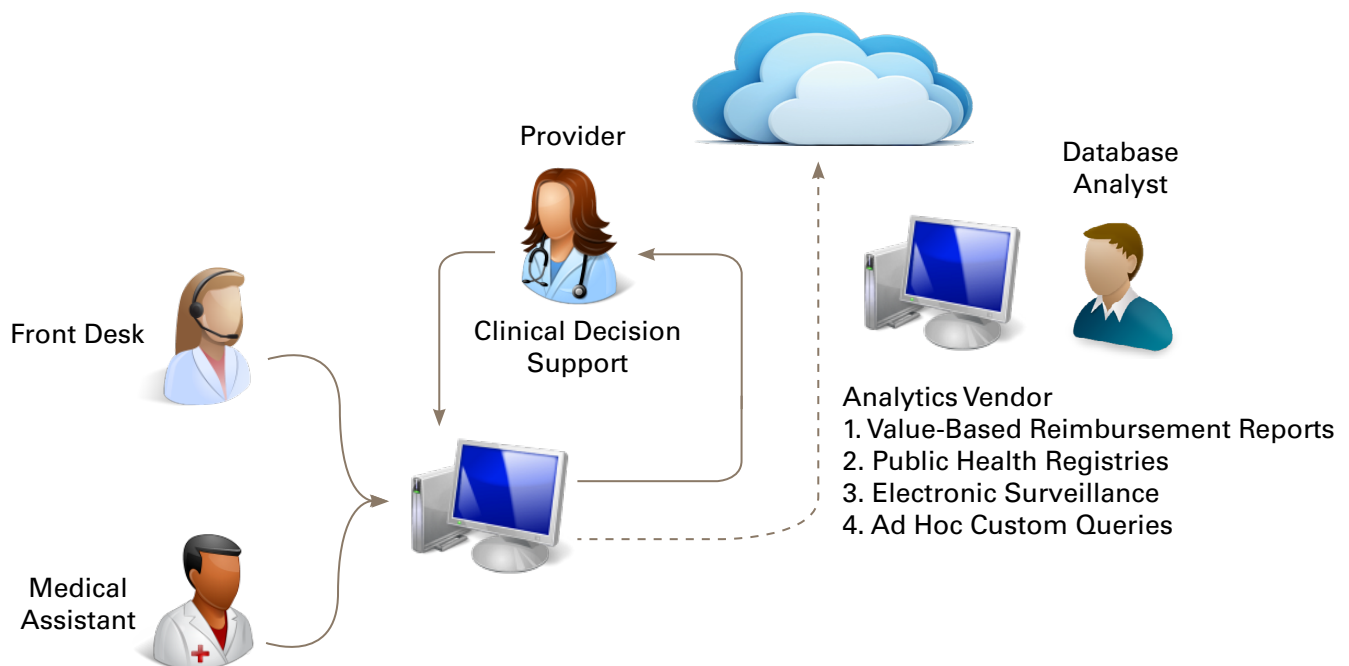 Provider
Database
Analyst
Front Desk
Clinical Decision
Support
Analytics Vendor
1. Value-Based Reimbursement Reports
2. Public Health Registries
3. Electronic Surveillance
4. Ad Hoc Custom Queries
Medical
Assistant